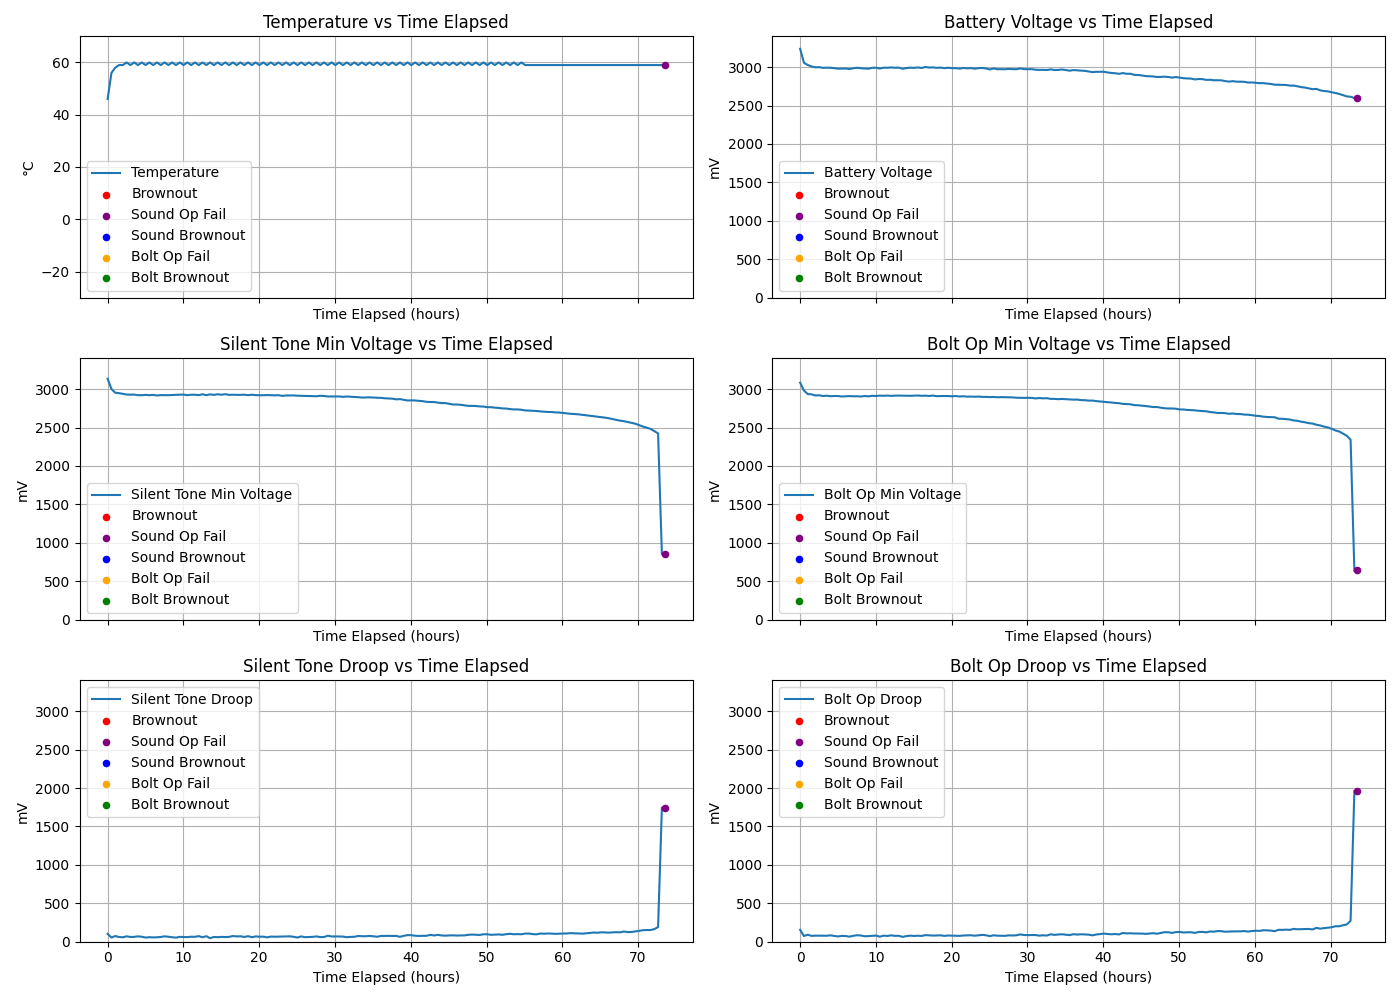 Temperature vs Time Elapsed
60
40
20
0
−20
°C
Temperature
Brownout
Sound Op Fail
Sound Brownout
Bolt Op Fail
Bolt Brownout
Time Elapsed (hours)
Battery Voltage vs Time Elapsed
3000
2500
2000
1500
1000
500
0
mV
Battery Voltage
Brownout
Sound Op Fail
Sound Brownout
Bolt Op Fail
Bolt Brownout
Time Elapsed (hours)
Silent Tone Min Voltage vs Time Elapsed
3000
2500
2000
1500
1000
500
0
mV
Silent Tone Min Voltage
Brownout
Sound Op Fail
Sound Brownout
Bolt Op Fail
Bolt Brownout
Time Elapsed (hours)
Bolt Op Min Voltage vs Time Elapsed
3000
2500
2000
1500
1000
500
0
mV
Bolt Op Min Voltage
Brownout
Sound Op Fail
Sound Brownout
Bolt Op Fail
Bolt Brownout
Time Elapsed (hours)
Silent Tone Droop vs Time Elapsed
3000
2500
2000
1500
1000
500
0
mV
Silent Tone Droop
Brownout
Sound Op Fail
Sound Brownout
Bolt Op Fail
Bolt Brownout
0 10 20 30 40 50 60 70
Time Elapsed (hours)
Bolt Op Droop vs Time Elapsed
3000
2500
2000
1500
1000
500
0
mV
Bolt Op Droop
Brownout
Sound Op Fail
Sound Brownout
Bolt Op Fail
Bolt Brownout
0 10 20 30 40 50 60 70
Time Elapsed (hours)